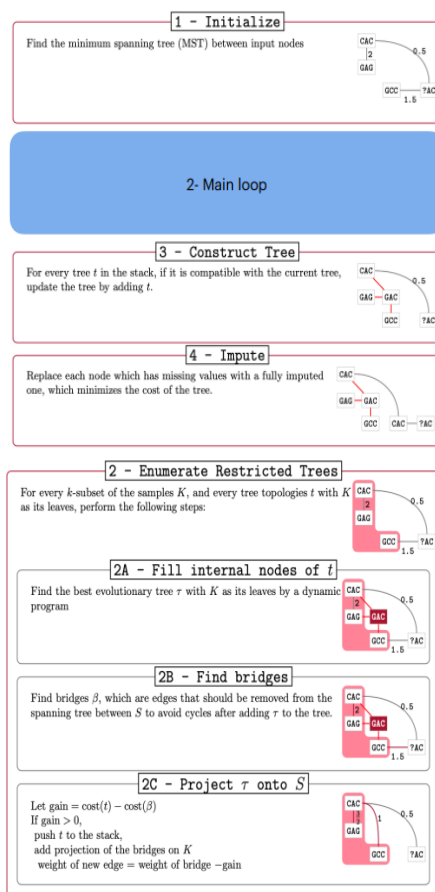 1 - Initialize
Find the minimum spanning tree (MST) between input nodes
CAC
0.5
2
GAG
GCC
?AC
1.5
2- Main loop
3 - Construct Tree
For every tree t in the stack, if it is compatible with the current tree,
update the tree by adding t.
CAC
0.5
GAG
GAC
GCC
?AC
4 - Impute
Replace each node which has missing values with a fully imputed
one, which minimizes the cost of the tree.
CAC
GAG
GAC
GCC
CAC
?AC
2 - Enumerate Restricted Trees
For every k-subset of the samples K, and every tree topologies t with K
as its leaves, perform the following steps:
CAC
0.5
2
GAG
GCC
?AC
1.5
2A - Fill internal nodes of t
Find the best evolutionary tree τ with K as its leaves by a dynamic
program
CAC
0.5
2
GAG
GAC
GCC
?AC
1.5
2B - Find bridges
Find bridges β, which are edges that should be removed from the
spanning tree between S to avoid cycles after adding τ to the tree.
CAC
0.5
2
GAG
GAC
GCC
?AC
1.5
2C - Project τ onto S
Let gain = cost(t) − cost(β)
If gain > 0,
push t to the stack,
add projection of the bridges on K
weight of new edge = weight of bridge −gain
CAC
0.5
1
GAG
GCC
?AC